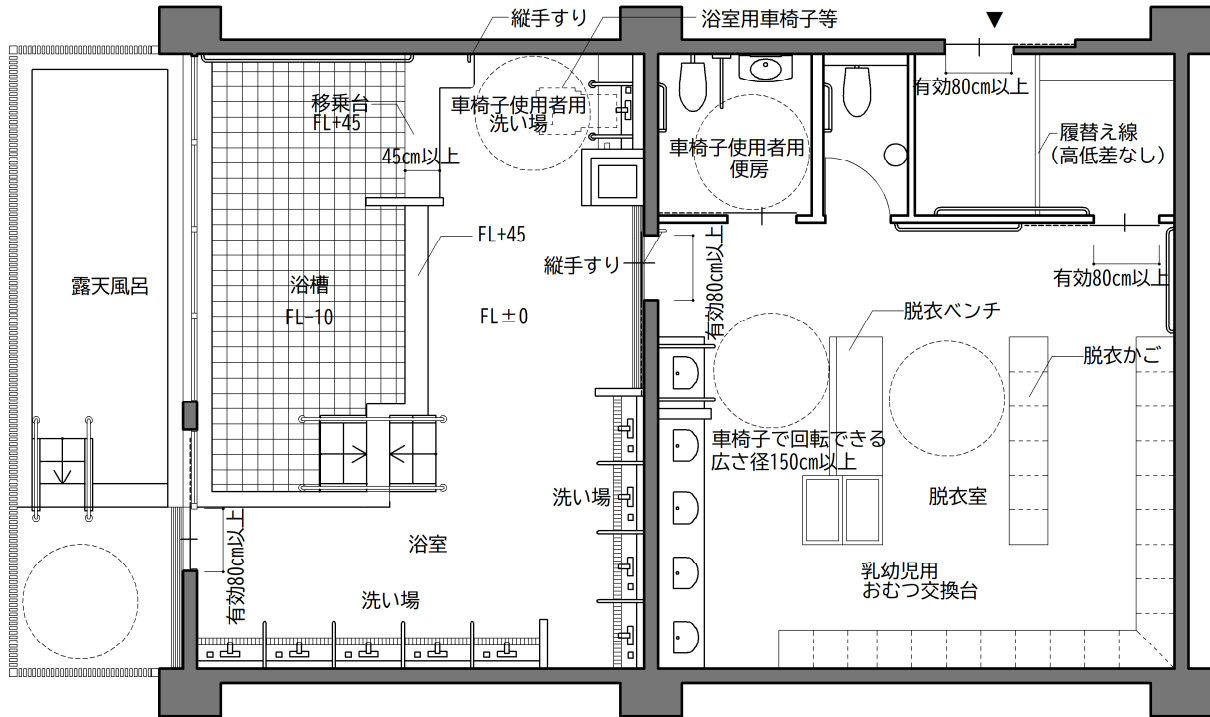 縦手すり
浴室用車椅子等
▼
有効80cm以上
移乗台
FL+45
車椅子使用者用
洗い場
45cm以上
車椅子使用者用
便房
履替え線
(高低差なし)
FL+45
縦手すり
有効80cm以上
有効80cm以上
露天風呂
浴槽
FL-10
FL±0
脱衣ベンチ
脱衣かご
車椅子で回転できる
広さ径150cm以上
洗い場
脱衣室
有効80cm以上
浴室
乳幼児用
おむつ交換台
洗い場